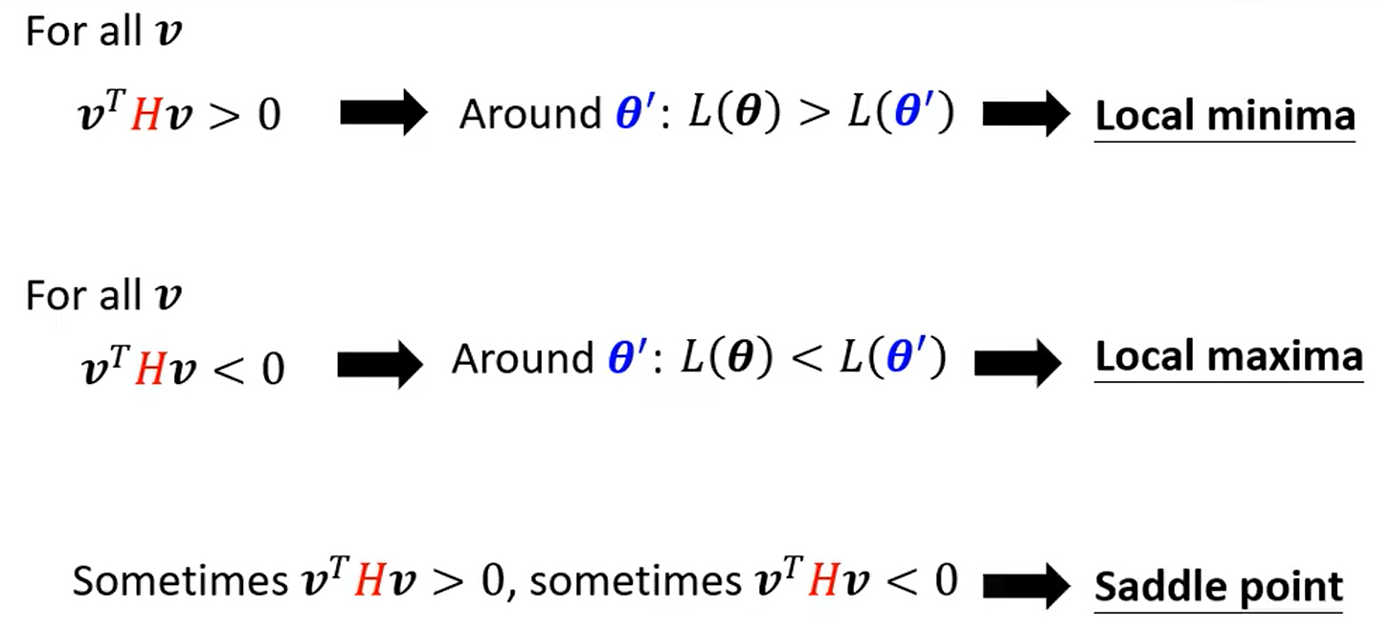 For all 𝒗
𝒗ᵀ𝐻𝒗 > 0 Around 𝜽′: 𝐿(𝜽) > 𝐿(𝜽′) Local minima
For all 𝒗
𝒗ᵀ𝐻𝒗 < 0 Around 𝜽′: 𝐿(𝜽) < 𝐿(𝜽′) Local maxima
Sometimes 𝒗ᵀ𝐻𝒗 > 0, sometimes 𝒗ᵀ𝐻𝒗 < 0 Saddle point